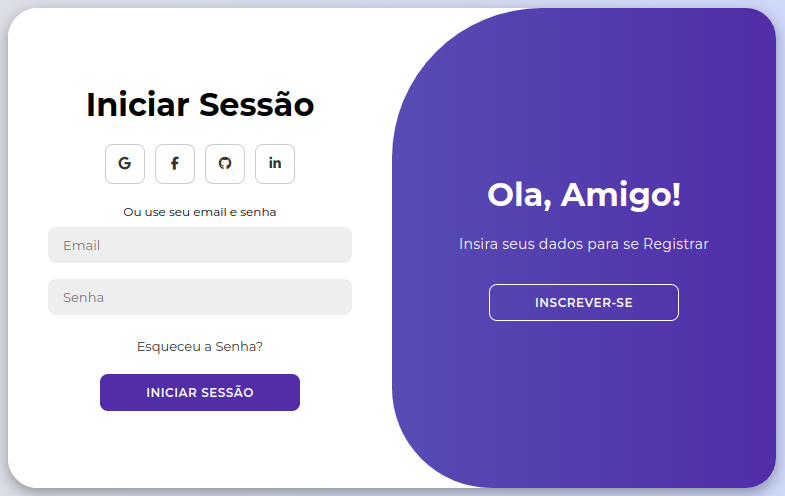 Iniciar Sessão
Ou use seu email e senha
Email
Senha
Esqueceu a Senha?
INICIAR SESSÃO
Ola, Amigo!
Insira seus dados para se Registrar
INSCREVER-SE